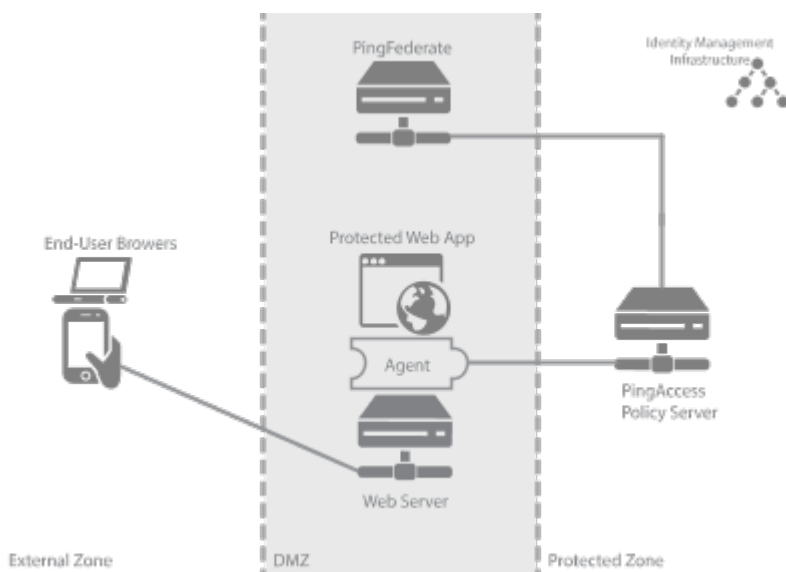 PingFederate
Identity Management
Infrastructure
End-User Browers
Protected Web App
Agent
PingAccess
Policy Server
Web Server
External Zone
DMZ
Protected Zone